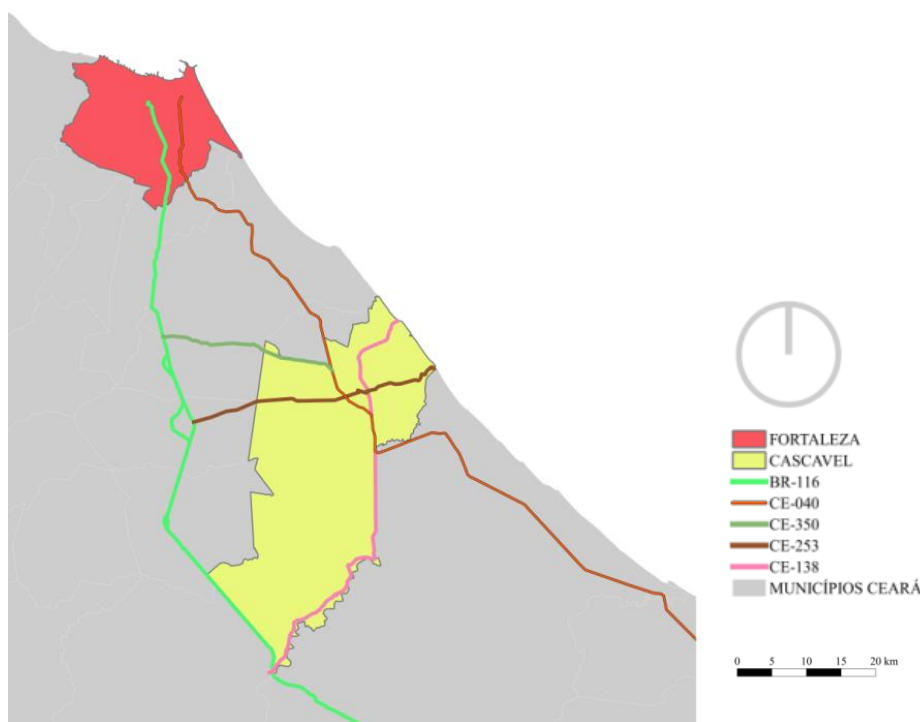 FORTALEZA
CASCAVEL
BR-116
CE-040
CE-350
CE-253
CE-138
MUNICÍPIOS CEARÁ
0 5 10 15 20 km